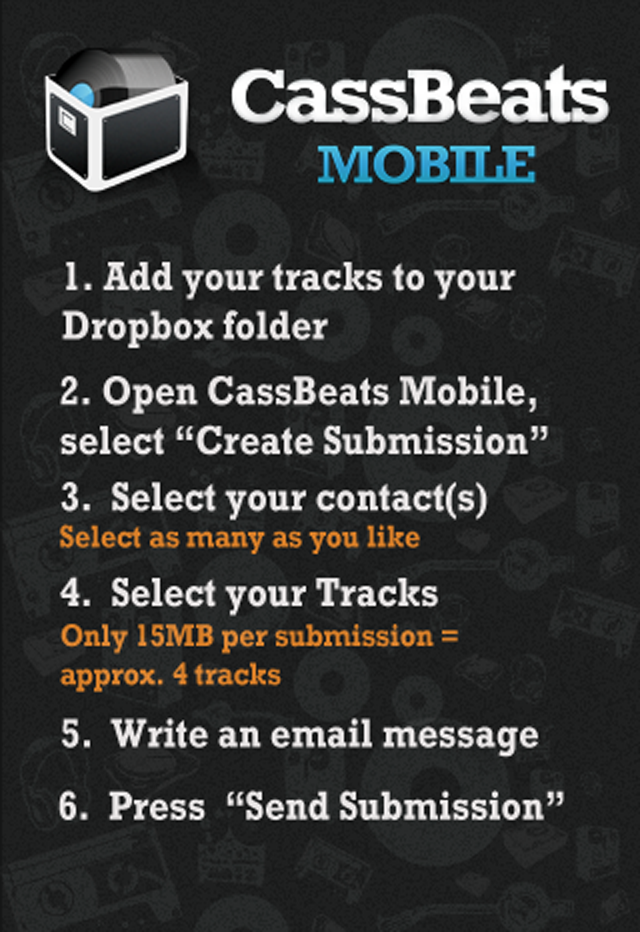 CassBeats
MOBILE
1. Add your tracks to your
Dropbox folder
2. Open CassBeats Mobile,
select “Create Submission”
3. Select your contact(s)
Select as many as you like
4. Select your Tracks
Only 15MB per submission =
approx. 4 tracks
5. Write an email message
6. Press “Send Submission”